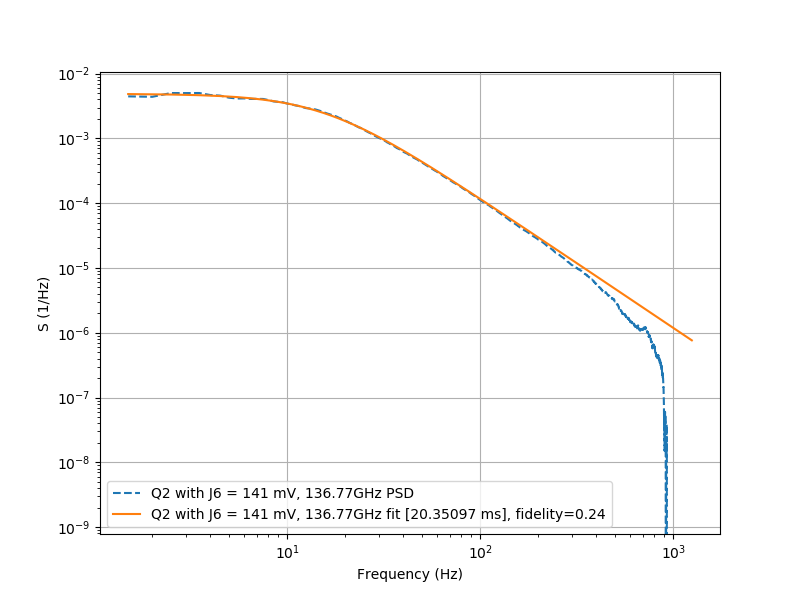 10⁻²
10⁻³
10⁻⁴
10⁻⁵
10⁻⁶
10⁻⁷
10⁻⁸
10⁻⁹
S (1/Hz)
Q2 with J6 = 141 mV, 136.77GHz PSD
Q2 with J6 = 141 mV, 136.77GHz fit [20.35097 ms], fidelity=0.24
10¹ 10² 10³
Frequency (Hz)